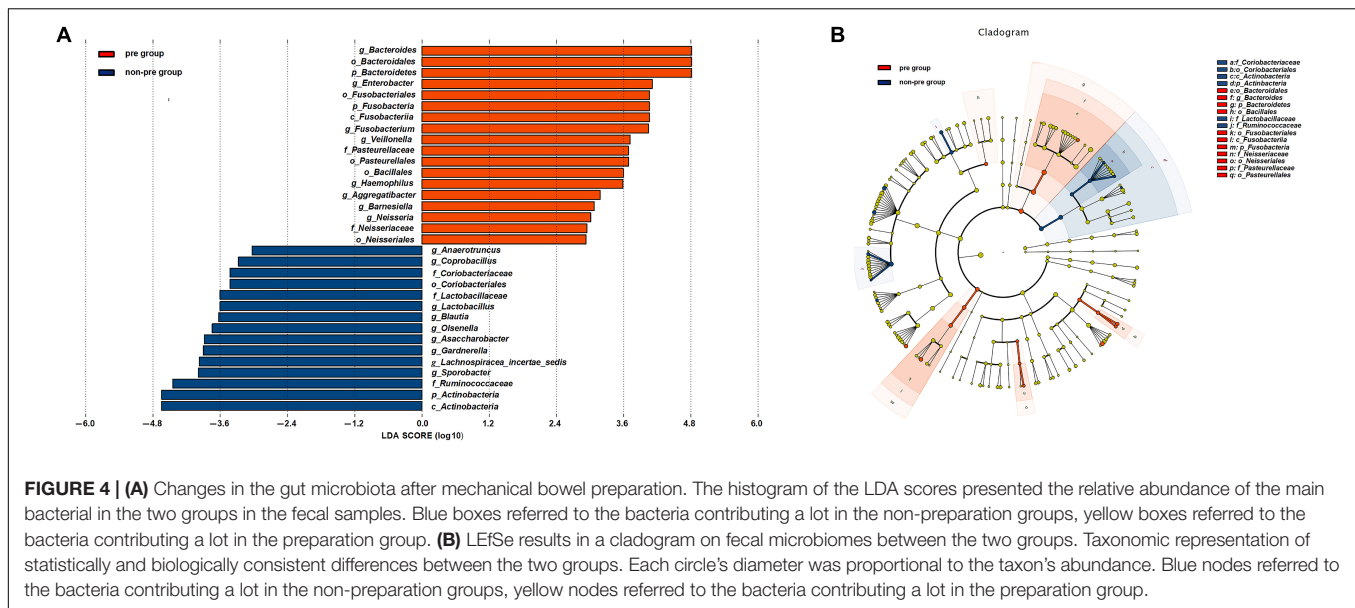 A
pre group
non-pre group
g_Bacteroides
o_Bacteroidales
p_Bacteroidetes
g_Enterobacter
o_Fusobacteriales
p_Fusobacteria
c_Fusobacteriia
g_Fusobacterium
g_Veillonella
f_Pasteurellaceae
o_Pasteurellales
o_Bacillales
g_Haemophilus
g_Aggregatibacter
g_Barnesiella
g_Neisseria
f_Neisseriaceae
o_Neisseriales
g_Anaerotruncus
g_Coprobacillus
f_Coriobacteriaceae
o_Coriobacteriales
f_Lactobacillaceae
g_Lactobacillus
g_Blautia
g_Olsenella
g_Asaccharobacter
g_Gardnerella
g_Lachnospiracea_incertae_sedis
g_Sporobacter
f_Ruminococcaceae
p_Actinobacteria
c_Actinobacteria
−6.0 −4.8 −3.6 −2.4 −1.2 0.0 1.2 2.4 3.6 4.8 6.0
LDA SCORE (log10)
B
Cladogram
pre group
non-pre group
a:f_Coriobacteriaceae
b:o_Coriobacteriales
c:c_Actinobacteria
d:p_Actinbacteria
e:o_Bacteroidales
f: g_Bacteroides
g: p_Bacteroidetes
h: o_Bacillales
i: f_Lactobacillaceae
j: f_Ruminococcaceae
k: o_Fusobacteriales
l: c_Fusobacteriia
m: p_Fusobacteria
n: f_Neisseriaceae
o: o_Neisseriales
p: f_Pasteurellaceae
q: o_Pasteurellales
FIGURE 4 | (A) Changes in the gut microbiota after mechanical bowel preparation. The histogram of the LDA scores presented the relative abundance of the main
bacterial in the two groups in the fecal samples. Blue boxes referred to the bacteria contributing a lot in the non-preparation groups, yellow boxes referred to the
bacteria contributing a lot in the preparation group. (B) LEfSe results in a cladogram on fecal microbiomes between the two groups. Taxonomic representation of
statistically and biologically consistent differences between the two groups. Each circle's diameter was proportional to the taxon's abundance. Blue nodes referred to
the bacteria contributing a lot in the non-preparation groups, yellow nodes referred to the bacteria contributing a lot in the preparation group.